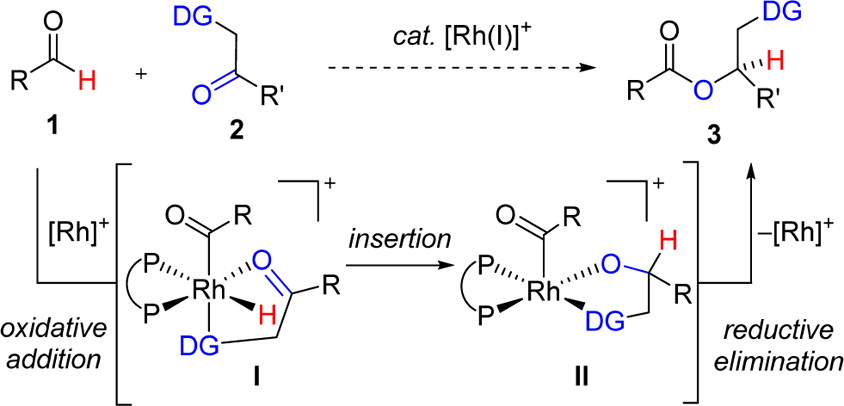 O
R
H
1
+
DG
O
R'
2
cat. [Rh(I)]⁺
O
R
O
DG
H
R'
3
[Rh]⁺
oxidative
addition
O
R
P
P
Rh
O
H
R
DG
+
I
insertion
O
R
P
P
Rh
O
H
R
DG
+
II
–[Rh]⁺
reductive
elimination